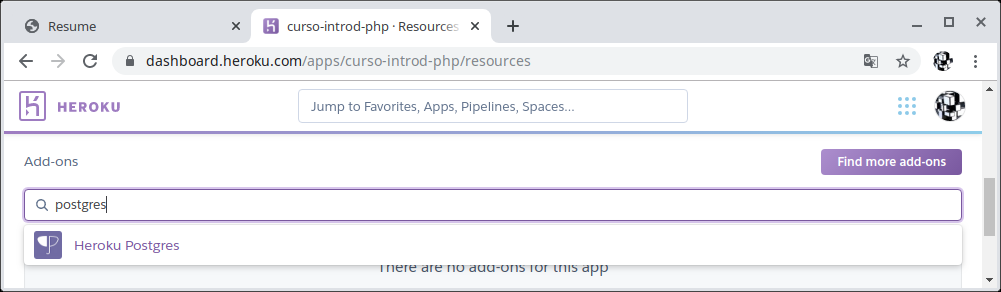 Resume
curso-introd-php · Resources
dashboard.heroku.com/apps/curso-introd-php/resources
HEROKU
Jump to Favorites, Apps, Pipelines, Spaces...
Add-ons
Find more add-ons
postgres
Heroku Postgres
There are no add-ons for this app